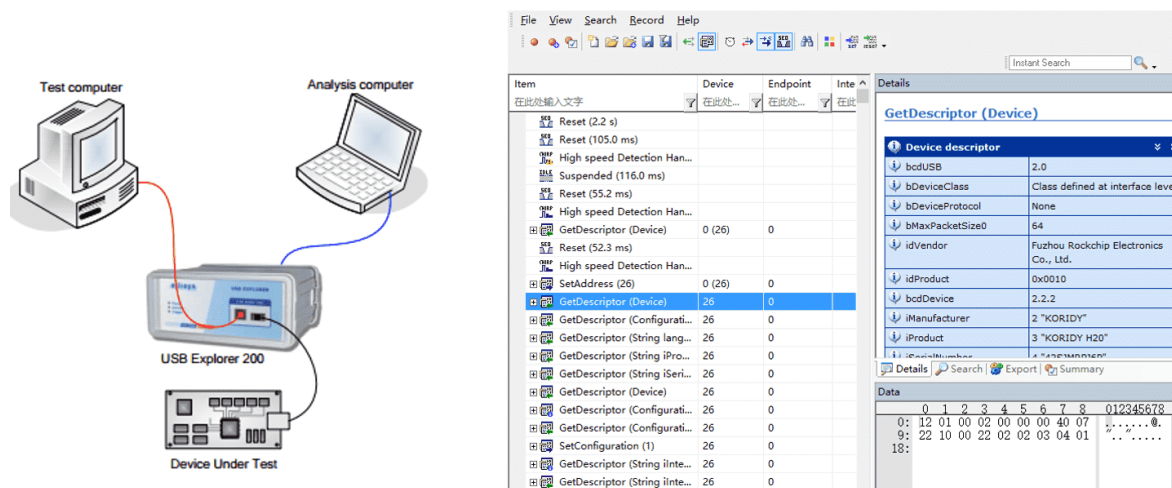 Test computer
Analysis computer
USB EXPLORER
USB Explorer 200
Device Under Test
File View Search Record Help
Instant Search
Item Device Endpoint Inte
在此处输入文字 在此处... 在此处... 在此
Reset (2.2 s)
Reset (105.0 ms)
High speed Detection Han...
Suspended (116.0 ms)
Reset (55.2 ms)
High speed Detection Han...
GetDescriptor (Device) 0 (26) 0
Reset (52.3 ms)
High speed Detection Han...
SetAddress (26) 0 (26) 0
GetDescriptor (Device) 26 0
GetDescriptor (Configurati... 26 0
GetDescriptor (String lang... 26 0
GetDescriptor (String iPro... 26 0
GetDescriptor (String iSeri... 26 0
GetDescriptor (Device) 26 0
GetDescriptor (Configurati... 26 0
GetDescriptor (Configurati... 26 0
SetConfiguration (1) 26 0
GetDescriptor (String iInte... 26 0
GetDescriptor (String iInte... 26 0
Details
GetDescriptor (Device)
Device descriptor
bcdUSB 2.0
bDeviceClass Class defined at interface leve
bDeviceProtocol None
bMaxPacketSize0 64
idVendor Fuzhou Rockchip Electronics
Co., Ltd.
idProduct 0x0010
bcdDevice 2.2.2
iManufacturer 2 "KORIDY"
iProduct 3 "KORIDY H20"
Details Search Export Summary
Data
0 1 2 3 4 5 6 7 8 012345678
0: 12 01 00 02 00 00 00 40 07 .......@.
9: 22 10 00 22 02 02 03 04 01 "..".....
18: